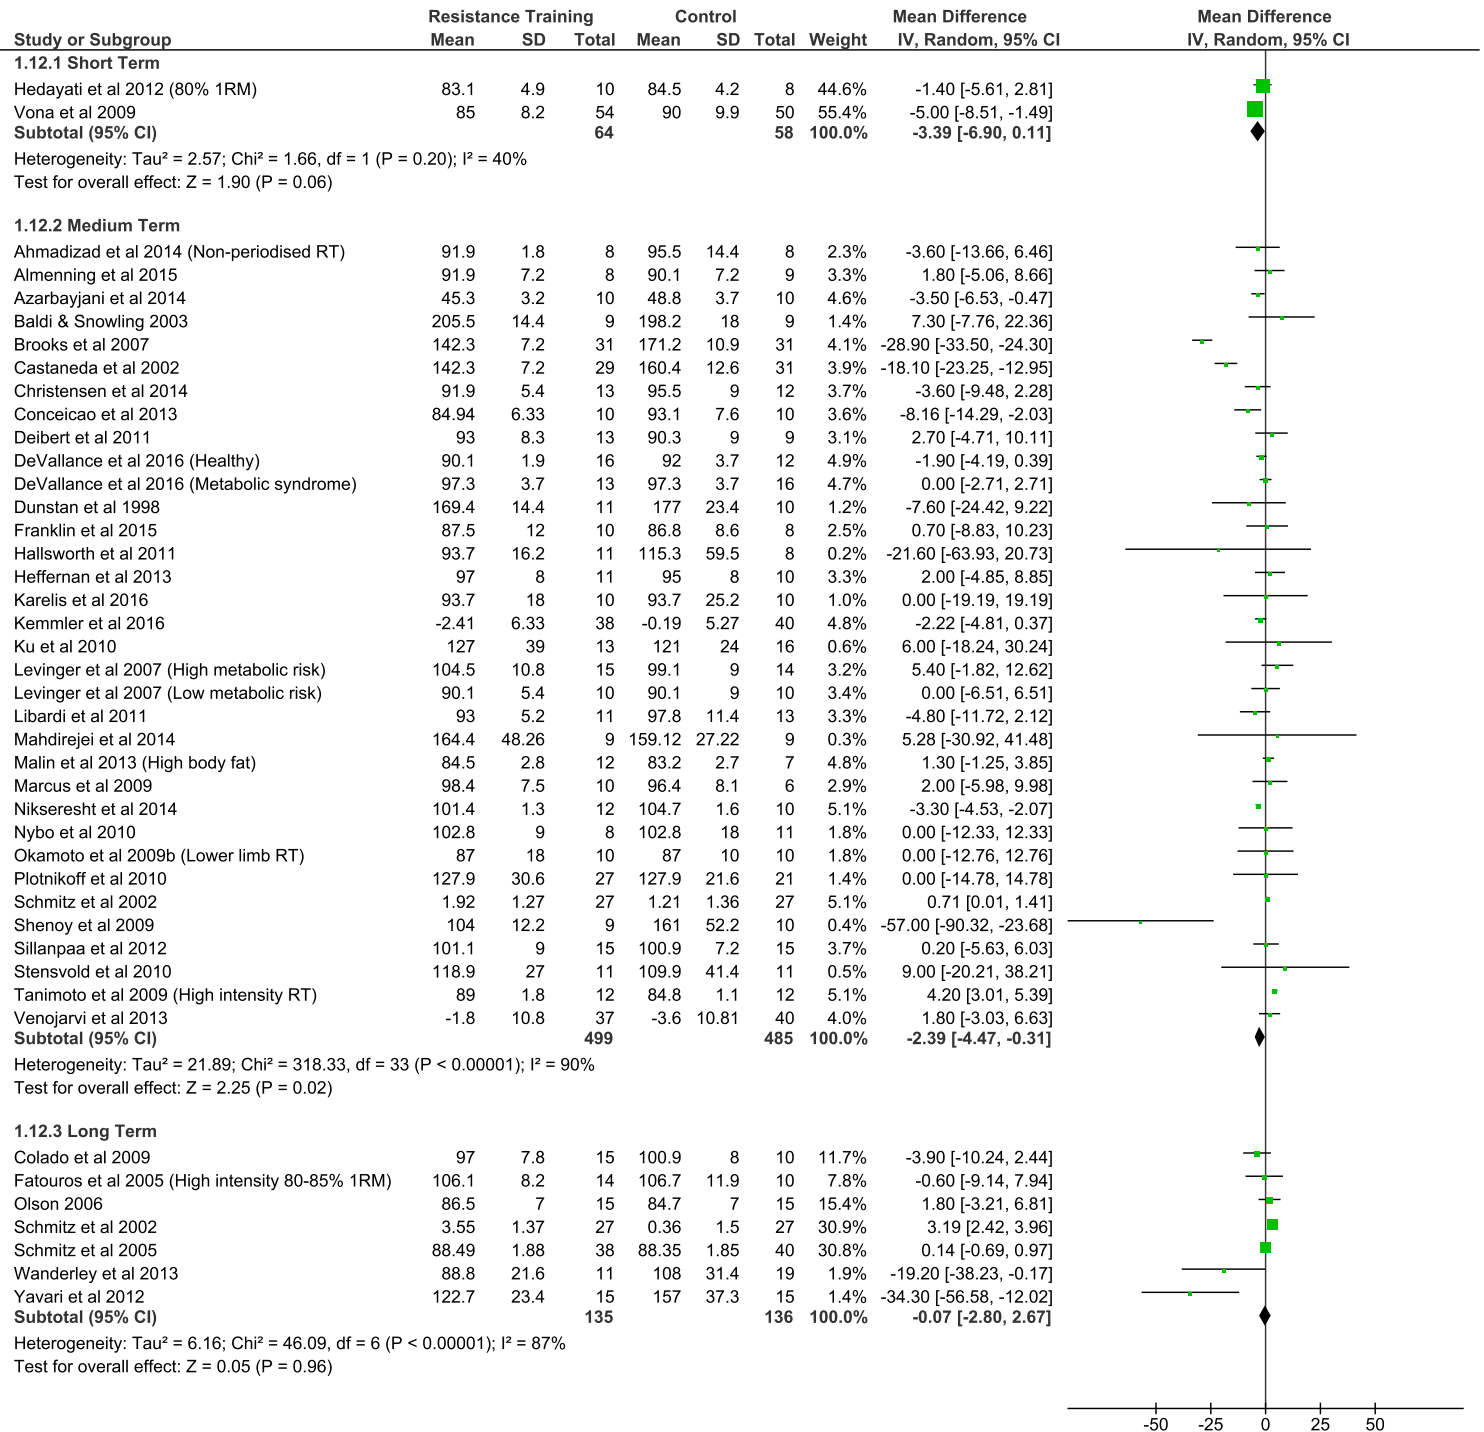 Resistance Training Control Mean Difference Mean Difference
Study or Subgroup Mean SD Total Mean SD Total Weight IV, Random, 95% CI IV, Random, 95% CI
1.12.1 Short Term
Hedayati et al 2012 (80% 1RM) 83.1 4.9 10 84.5 4.2 8 44.6% -1.40 [-5.61, 2.81]
Vona et al 2009 85 8.2 54 90 9.9 50 55.4% -5.00 [-8.51, -1.49]
Subtotal (95% CI) 64 58 100.0% -3.39 [-6.90, 0.11]
Heterogeneity: Tau² = 2.57; Chi² = 1.66, df = 1 (P = 0.20); I² = 40%
Test for overall effect: Z = 1.90 (P = 0.06)
1.12.2 Medium Term
Ahmadizad et al 2014 (Non-periodised RT) 91.9 1.8 8 95.5 14.4 8 2.3% -3.60 [-13.66, 6.46]
Almenning et al 2015 91.9 7.2 8 90.1 7.2 9 3.3% 1.80 [-5.06, 8.66]
Azarbayjani et al 2014 45.3 3.2 10 48.8 3.7 10 4.6% -3.50 [-6.53, -0.47]
Baldi & Snowling 2003 205.5 14.4 9 198.2 18 9 1.4% 7.30 [-7.76, 22.36]
Brooks et al 2007 142.3 7.2 31 171.2 10.9 31 4.1% -28.90 [-33.50, -24.30]
Castaneda et al 2002 142.3 7.2 29 160.4 12.6 31 3.9% -18.10 [-23.25, -12.95]
Christensen et al 2014 91.9 5.4 13 95.5 9 12 3.7% -3.60 [-9.48, 2.28]
Conceicao et al 2013 84.94 6.33 10 93.1 7.6 10 3.6% -8.16 [-14.29, -2.03]
Deibert et al 2011 93 8.3 13 90.3 9 9 3.1% 2.70 [-4.71, 10.11]
DeVallance et al 2016 (Healthy) 90.1 1.9 16 92 3.7 12 4.9% -1.90 [-4.19, 0.39]
DeVallance et al 2016 (Metabolic syndrome) 97.3 3.7 13 97.3 3.7 16 4.7% 0.00 [-2.71, 2.71]
Dunstan et al 1998 169.4 14.4 11 177 23.4 10 1.2% -7.60 [-24.42, 9.22]
Franklin et al 2015 87.5 12 10 86.8 8.6 8 2.5% 0.70 [-8.83, 10.23]
Hallsworth et al 2011 93.7 16.2 11 115.3 59.5 8 0.2% -21.60 [-63.93, 20.73]
Heffernan et al 2013 97 8 11 95 8 10 3.3% 2.00 [-4.85, 8.85]
Karelis et al 2016 93.7 18 10 93.7 25.2 10 1.0% 0.00 [-19.19, 19.19]
Kemmler et al 2016 -2.41 6.33 38 -0.19 5.27 40 4.8% -2.22 [-4.81, 0.37]
Ku et al 2010 127 39 13 121 24 16 0.6% 6.00 [-18.24, 30.24]
Levinger et al 2007 (High metabolic risk) 104.5 10.8 15 99.1 9 14 3.2% 5.40 [-1.82, 12.62]
Levinger et al 2007 (Low metabolic risk) 90.1 5.4 10 90.1 9 10 3.4% 0.00 [-6.51, 6.51]
Libardi et al 2011 93 5.2 11 97.8 11.4 13 3.3% -4.80 [-11.72, 2.12]
Mahdirejei et al 2014 164.4 48.26 9 159.12 27.22 9 0.3% 5.28 [-30.92, 41.48]
Malin et al 2013 (High body fat) 84.5 2.8 12 83.2 2.7 7 4.8% 1.30 [-1.25, 3.85]
Marcus et al 2009 98.4 7.5 10 96.4 8.1 6 2.9% 2.00 [-5.98, 9.98]
Nikseresht et al 2014 101.4 1.3 12 104.7 1.6 10 5.1% -3.30 [-4.53, -2.07]
Nybo et al 2010 102.8 9 8 102.8 18 11 1.8% 0.00 [-12.33, 12.33]
Okamoto et al 2009b (Lower limb RT) 87 18 10 87 10 10 1.8% 0.00 [-12.76, 12.76]
Plotnikoff et al 2010 127.9 30.6 27 127.9 21.6 21 1.4% 0.00 [-14.78, 14.78]
Schmitz et al 2002 1.92 1.27 27 1.21 1.36 27 5.1% 0.71 [0.01, 1.41]
Shenoy et al 2009 104 12.2 9 161 52.2 10 0.4% -57.00 [-90.32, -23.68]
Sillanpaa et al 2012 101.1 9 15 100.9 7.2 15 3.7% 0.20 [-5.63, 6.03]
Stensvold et al 2010 118.9 27 11 109.9 41.4 11 0.5% 9.00 [-20.21, 38.21]
Tanimoto et al 2009 (High intensity RT) 89 1.8 12 84.8 1.1 12 5.1% 4.20 [3.01, 5.39]
Venojarvi et al 2013 -1.8 10.8 37 -3.6 10.81 40 4.0% 1.80 [-3.03, 6.63]
Subtotal (95% CI) 499 485 100.0% -2.39 [-4.47, -0.31]
Heterogeneity: Tau² = 21.89; Chi² = 318.33, df = 33 (P < 0.00001); I² = 90%
Test for overall effect: Z = 2.25 (P = 0.02)
1.12.3 Long Term
Colado et al 2009 97 7.8 15 100.9 8 10 11.7% -3.90 [-10.24, 2.44]
Fatouros et al 2005 (High intensity 80-85% 1RM) 106.1 8.2 14 106.7 11.9 10 7.8% -0.60 [-9.14, 7.94]
Olson 2006 86.5 7 15 84.7 7 15 15.4% 1.80 [-3.21, 6.81]
Schmitz et al 2002 3.55 1.37 27 0.36 1.5 27 30.9% 3.19 [2.42, 3.96]
Schmitz et al 2005 88.49 1.88 38 88.35 1.85 40 30.8% 0.14 [-0.69, 0.97]
Wanderley et al 2013 88.8 21.6 11 108 31.4 19 1.9% -19.20 [-38.23, -0.17]
Yavari et al 2012 122.7 23.4 15 157 37.3 15 1.4% -34.30 [-56.58, -12.02]
Subtotal (95% CI) 135 136 100.0% -0.07 [-2.80, 2.67]
Heterogeneity: Tau² = 6.16; Chi² = 46.09, df = 6 (P < 0.00001); I² = 87%
Test for overall effect: Z = 0.05 (P = 0.96)
-50 -25 0 25 50